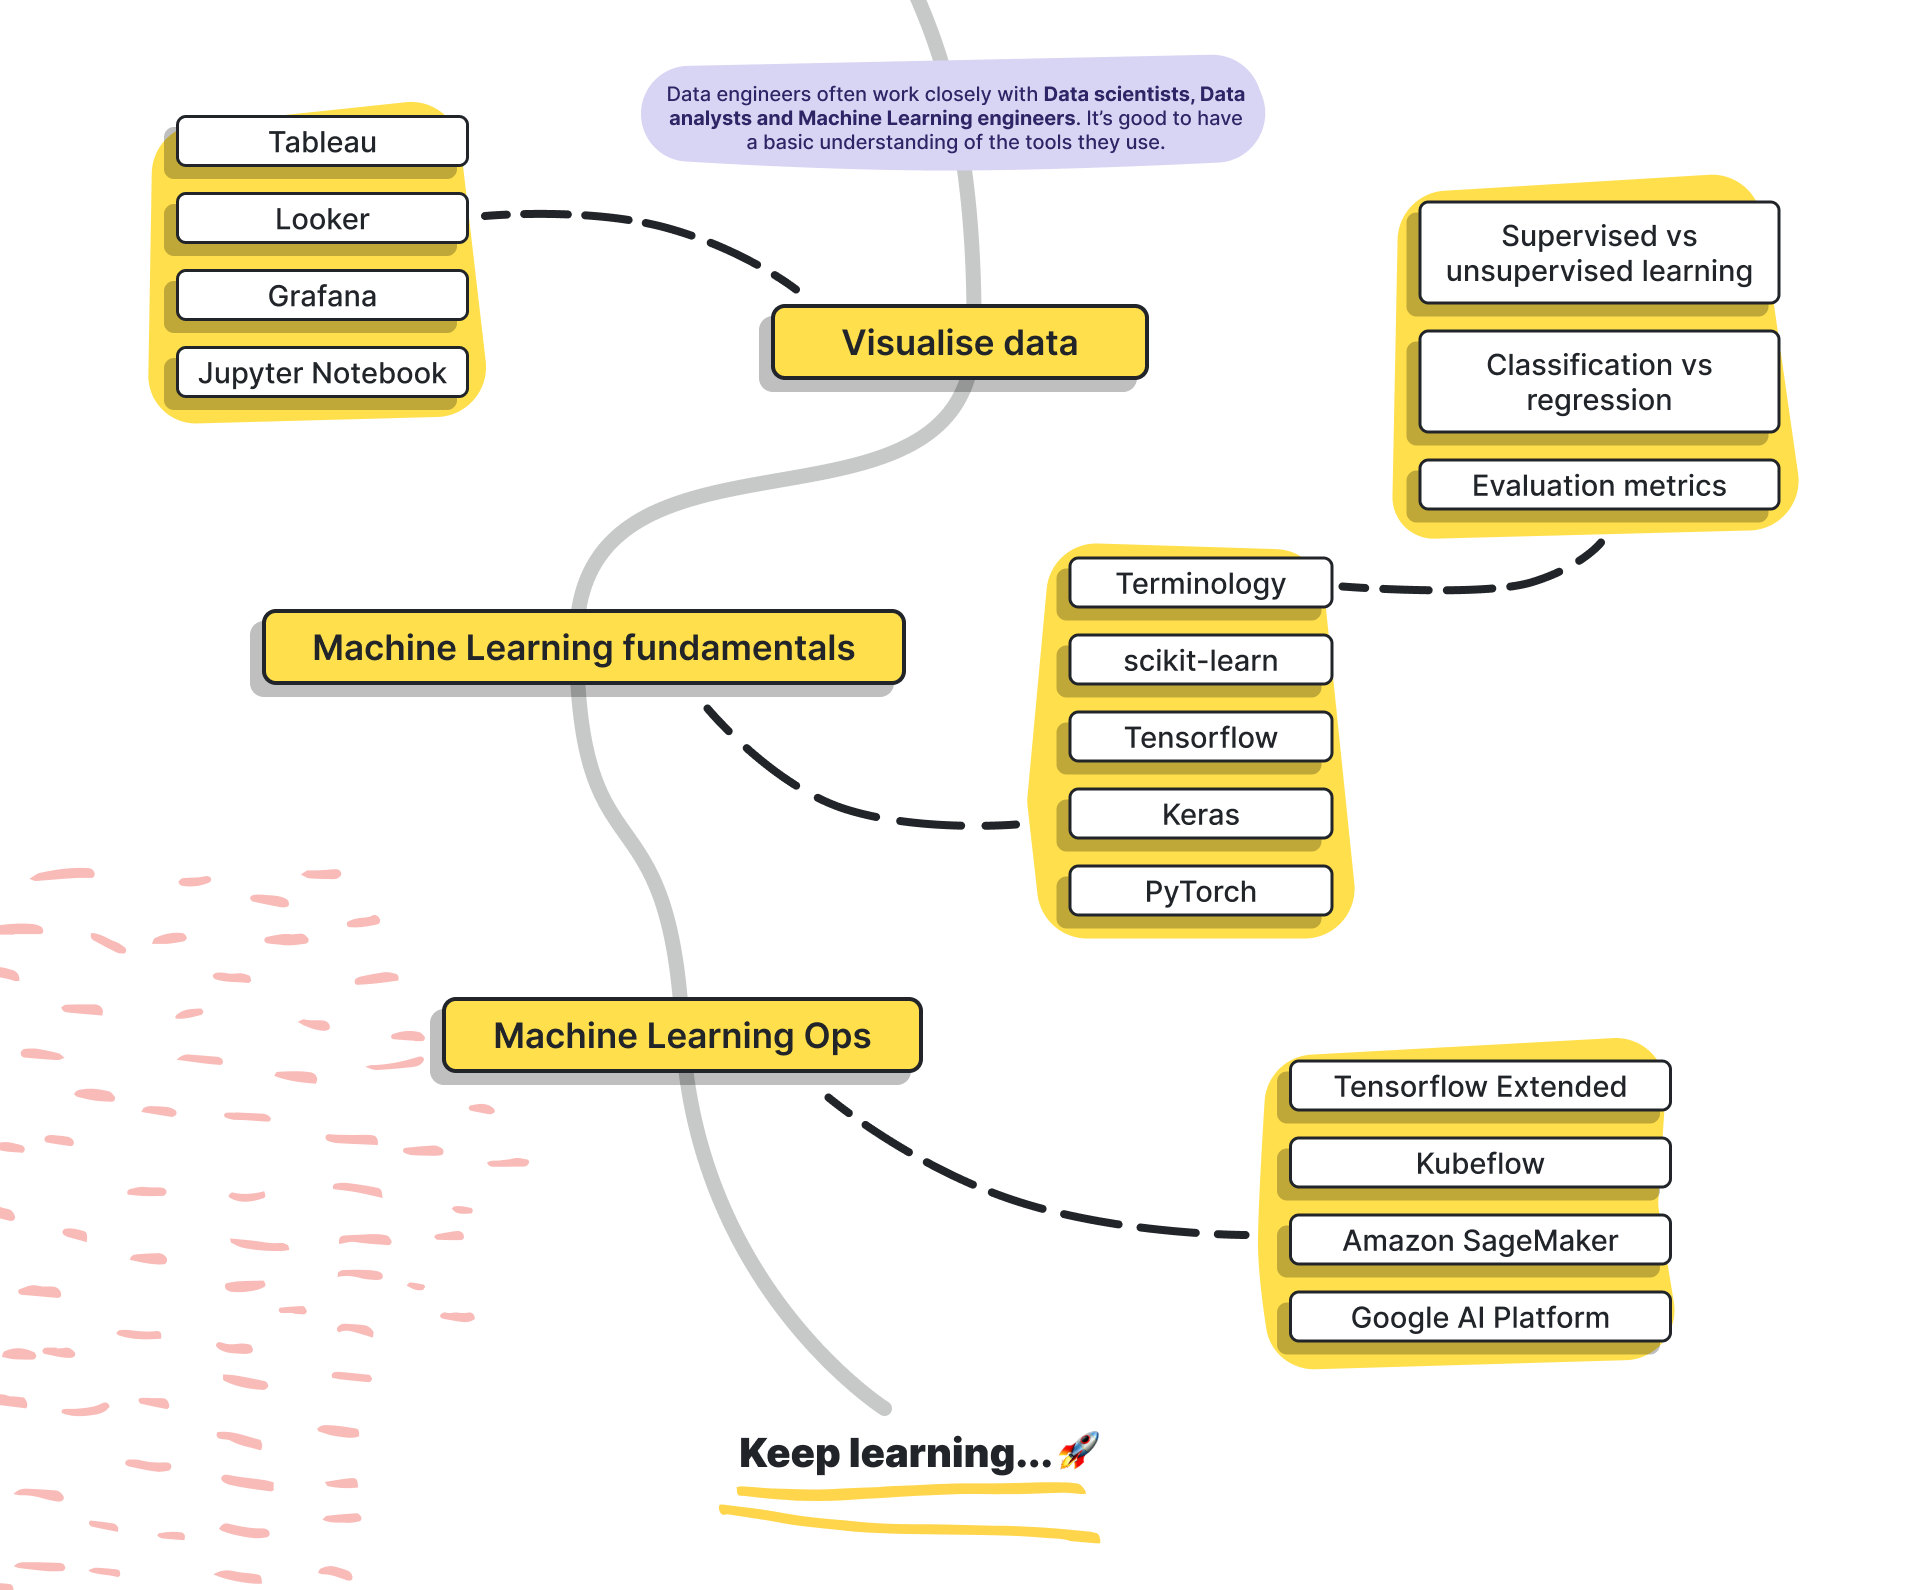 Data engineers often work closely with Data scientists, Data
analysts and Machine Learning engineers. It’s good to have
a basic understanding of the tools they use.
Tableau
Looker
Grafana
Jupyter Notebook
Visualise data
Supervised vs
unsupervised learning
Classification vs
regression
Evaluation metrics
Machine Learning fundamentals
Terminology
scikit-learn
Tensorflow
Keras
PyTorch
Machine Learning Ops
Tensorflow Extended
Kubeflow
Amazon SageMaker
Google AI Platform
Keep learning...🚀